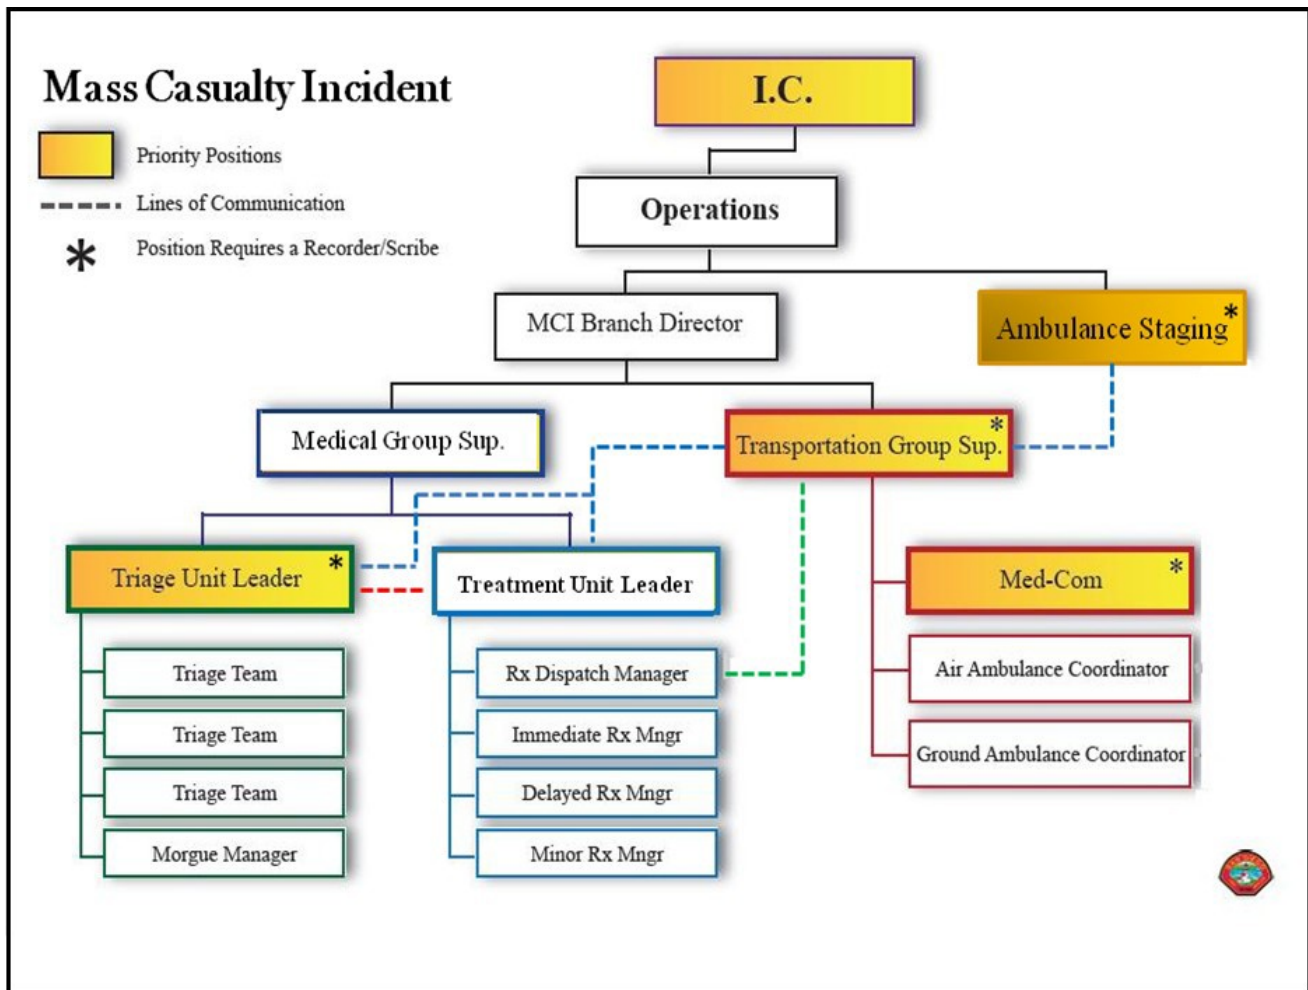 Mass Casualty Incident
Priority Positions
Lines of Communication
* Position Requires a Recorder/Scribe
I.C.
Operations
MCI Branch Director
Ambulance Staging *
Medical Group Sup.
Transportation Group Sup. *
Triage Unit Leader *
Treatment Unit Leader
Med-Com *
Triage Team
Triage Team
Triage Team
Morgue Manager
Rx Dispatch Manager
Immediate Rx Mngr
Delayed Rx Mngr
Minor Rx Mngr
Air Ambulance Coordinator
Ground Ambulance Coordinator